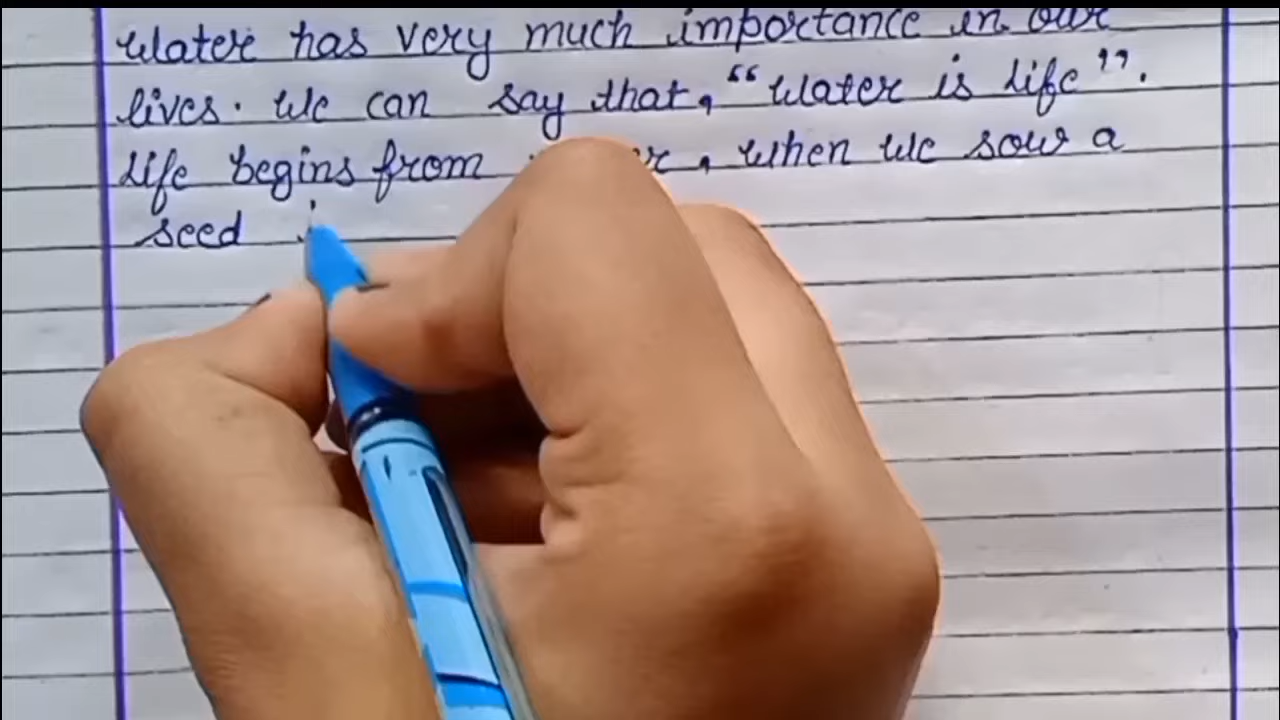 Water has very much importance in our
lives. We can say that, "Water is life".
Life begins from , when we sow a
seed